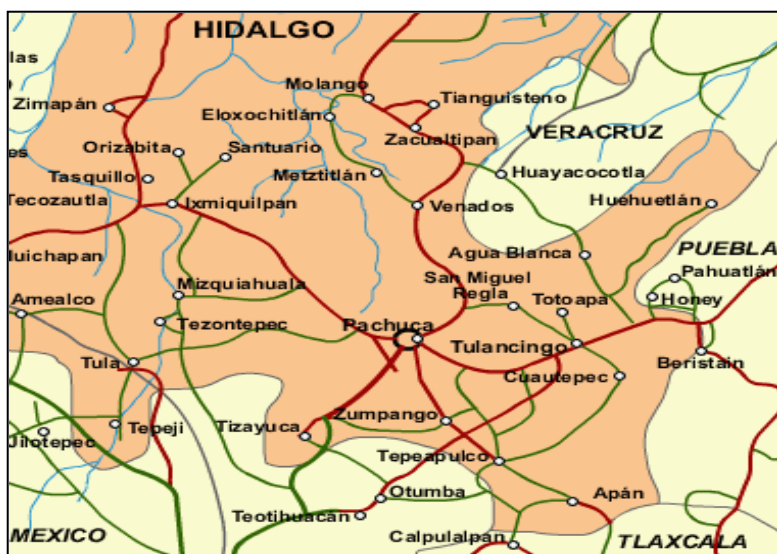 HIDALGO
las
Molango
Zimapán
Tianguisteno
Eloxochitlán
Zacualtipan
VERACRUZ
Orizabita
Santuario
es
Metztitlán
Huayacocotla
Tasquillo
Tecozautla
Ixmiquilpan
Venados
Huehuetlán
Huichapan
Agua Blanca
PUEBLA
San Miguel
Regla
Pahuatlán
Mizquiahuala
Totoapa
Honey
Amealco
Tezontepec
Pachuca
Tulancingo
Tula
Cuautepec
Beristain
Tizayuca
Zumpango
Jilotepec
Tepeji
Tepeapulco
Otumba
Apán
Teotihuacán
MEXICO
Calpulalpán
TLAXCALA